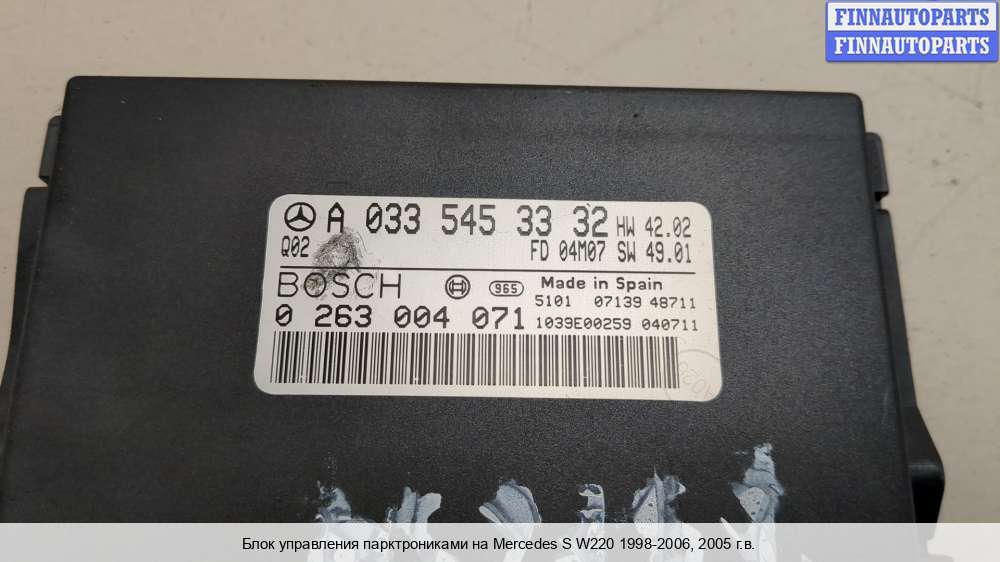 FINNAUTOPARTS
FINNAUTOPARTS
A 033 545 33 32 HW 42.02
Q02 FD 04M07 SW 49.01
BOSCH 965 Made in Spain
5101 07139 48711
0 263 004 071 1039E00259 040711
Блок управления парктрониками на Mercedes S W220 1998-2006, 2005 г.в.